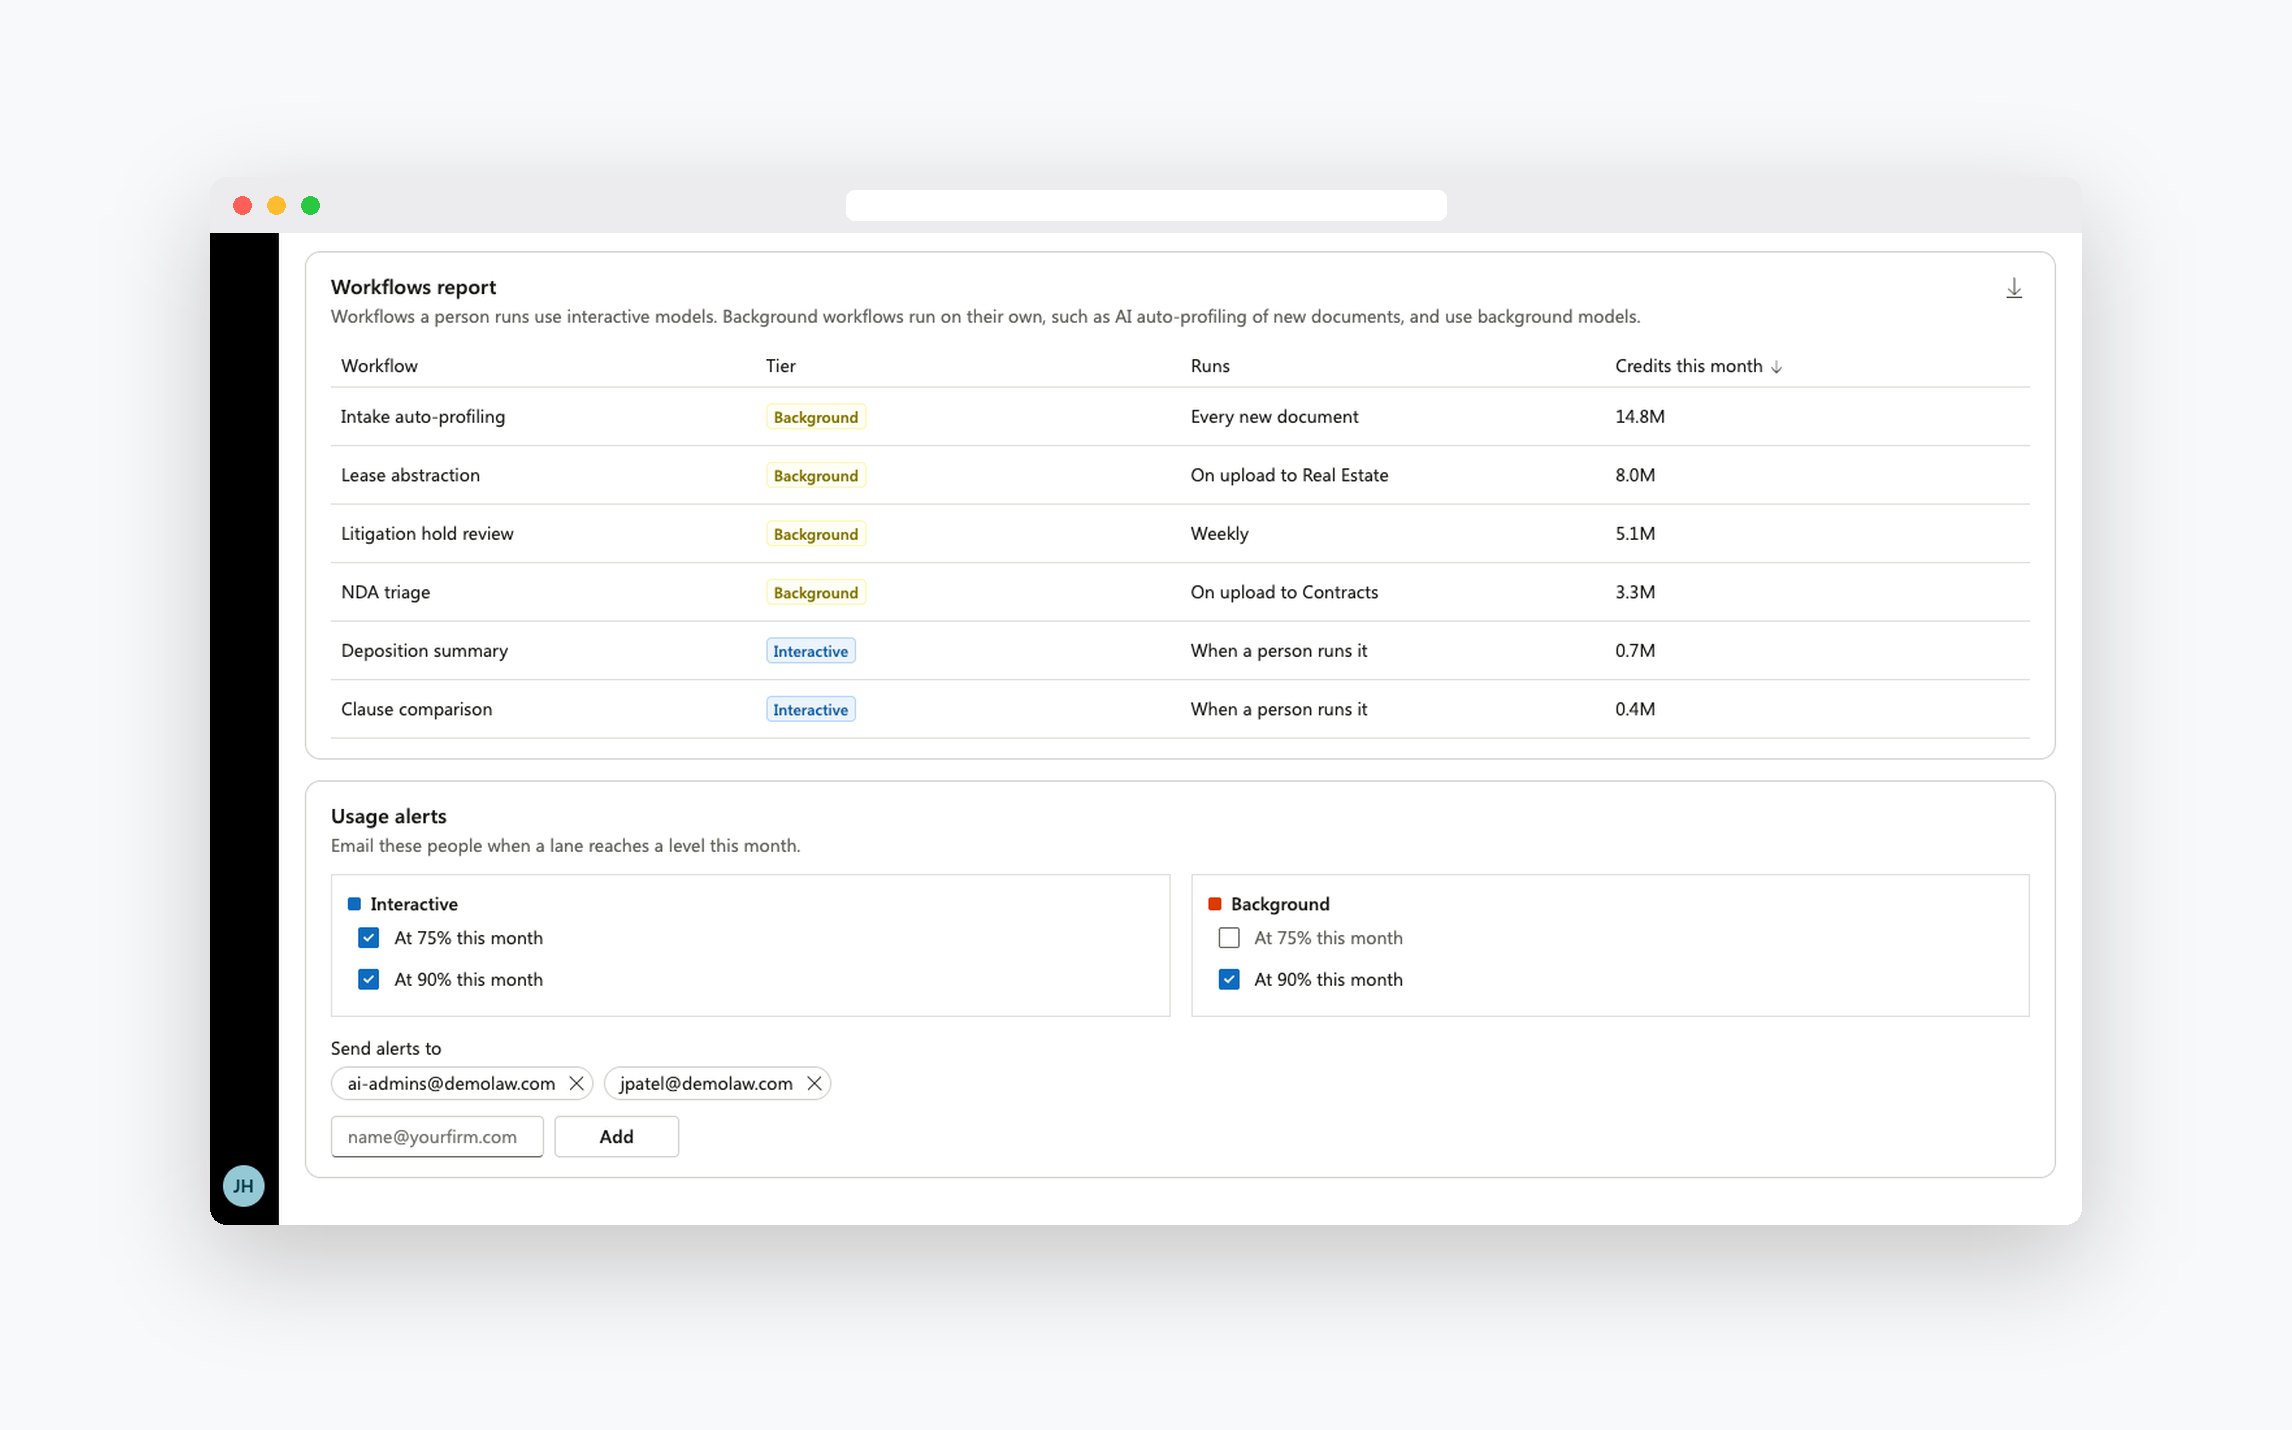 Workflows report
Workflows a person runs use interactive models. Background workflows run on their own, such as AI auto-profiling of new documents, and use background models.
Workflow Tier Runs Credits this month ↓
Intake auto-profiling Background Every new document 14.8M
Lease abstraction Background On upload to Real Estate 8.0M
Litigation hold review Background Weekly 5.1M
NDA triage Background On upload to Contracts 3.3M
Deposition summary Interactive When a person runs it 0.7M
Clause comparison Interactive When a person runs it 0.4M
Usage alerts
Email these people when a lane reaches a level this month.
Interactive
At 75% this month
At 90% this month
Background
At 75% this month
At 90% this month
Send alerts to
ai-admins@demolaw.com
jpatel@demolaw.com
name@yourfirm.com
Add
JH